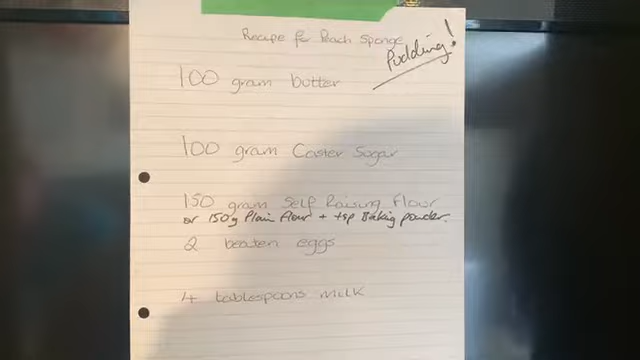 Recipe for Peach Sponge
Pudding!
100 gram butter
100 gram Caster Sugar
150 gram Self Raising Flour
or 150g Plain flour + tsp Baking powder.
2 beaten eggs
4 tablespoons milk